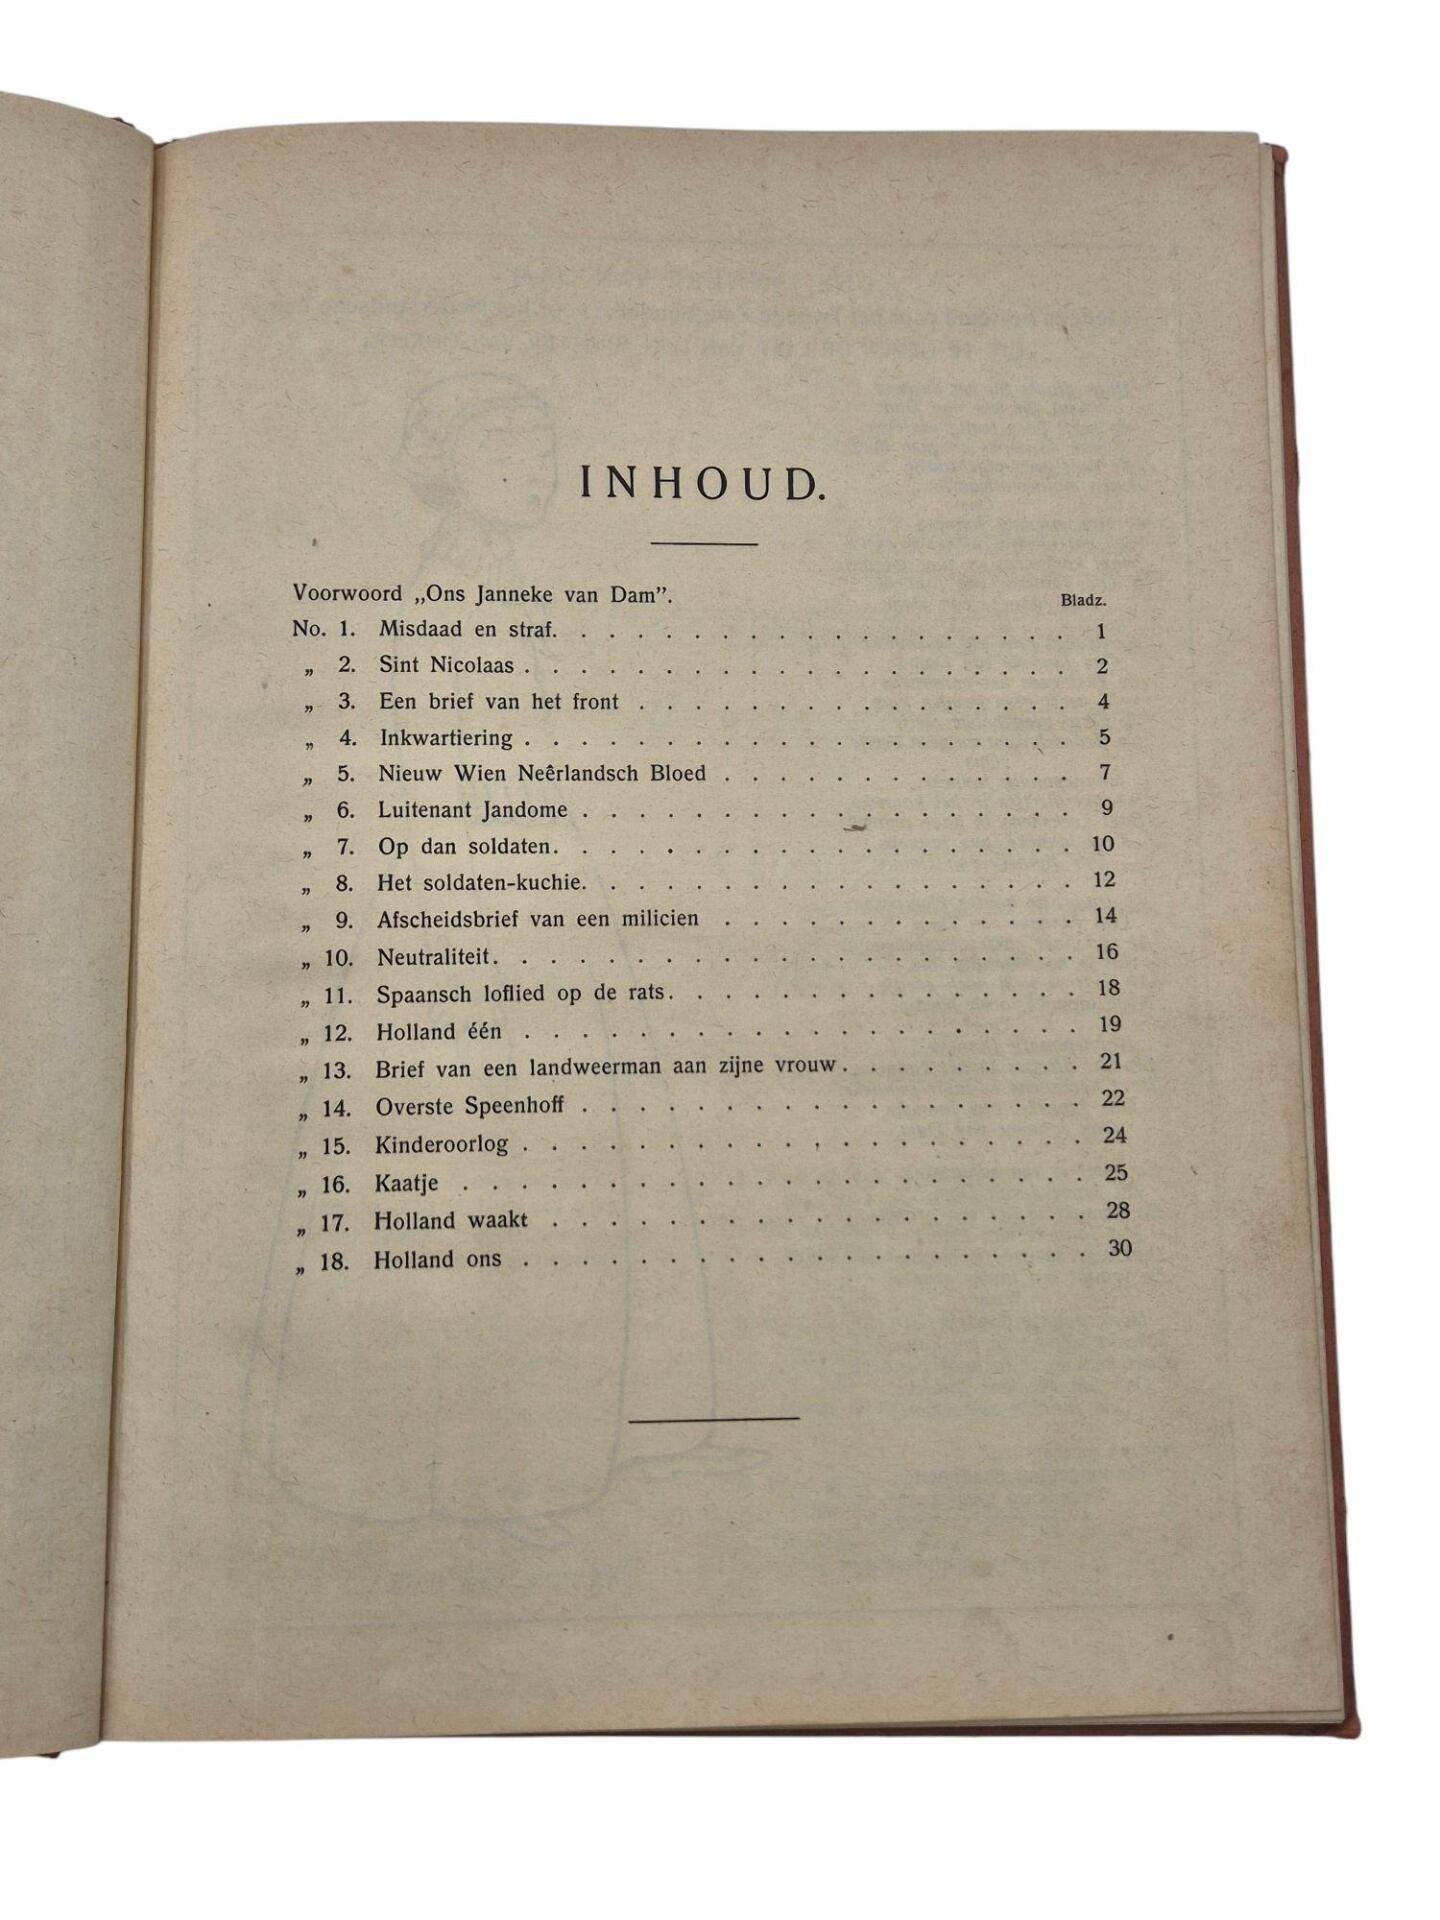 INHOUD.
Voorwoord „Ons Janneke van Dam”.
Bladz.
No. 1. Misdaad en straf. . . . . . . . . . . . . . . . . . . 1
„ 2. Sint Nicolaas . . . . . . . . . . . . . . . . . . . . 2
„ 3. Een brief van het front . . . . . . . . . . . . . . . . 4
„ 4. Inkwartiering . . . . . . . . . . . . . . . . . . . . 5
„ 5. Nieuw Wien Neêrlandsch Bloed . . . . . . . . . . . . . 7
„ 6. Luitenant Jandome . . . . . . . . . . . . . . . . . . 9
„ 7. Op dan soldaten. . . . . . . . . . . . . . . . . . . 10
„ 8. Het soldaten-kuchie. . . . . . . . . . . . . . . . . . 12
„ 9. Afscheidsbrief van een milicien . . . . . . . . . . . . . 14
„ 10. Neutraliteit. . . . . . . . . . . . . . . . . . . . . 16
„ 11. Spaansch loflied op de rats. . . . . . . . . . . . . . . 18
„ 12. Holland één . . . . . . . . . . . . . . . . . . . . 19
„ 13. Brief van een landweerman aan zijne vrouw. . . . . . . . . 21
„ 14. Overste Speenhoff . . . . . . . . . . . . . . . . . . 22
„ 15. Kinderoorlog . . . . . . . . . . . . . . . . . . . . 24
„ 16. Kaatje . . . . . . . . . . . . . . . . . . . . . . 25
„ 17. Holland waakt . . . . . . . . . . . . . . . . . . . 28
„ 18. Holland ons . . . . . . . . . . . . . . . . . . . . 30